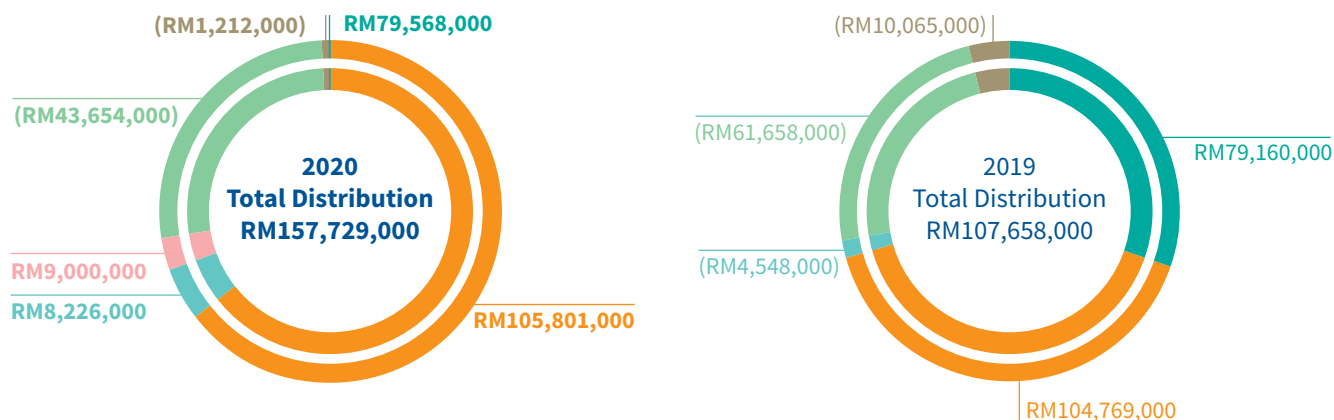 (RM1,212,000)
RM79,568,000
(RM43,654,000)
2020
Total Distribution
RM157,729,000
RM9,000,000
RM8,226,000
RM105,801,000
(RM10,065,000)
(RM61,658,000)
RM79,160,000
2019
Total Distribution
RM107,658,000
(RM4,548,000)
RM104,769,000